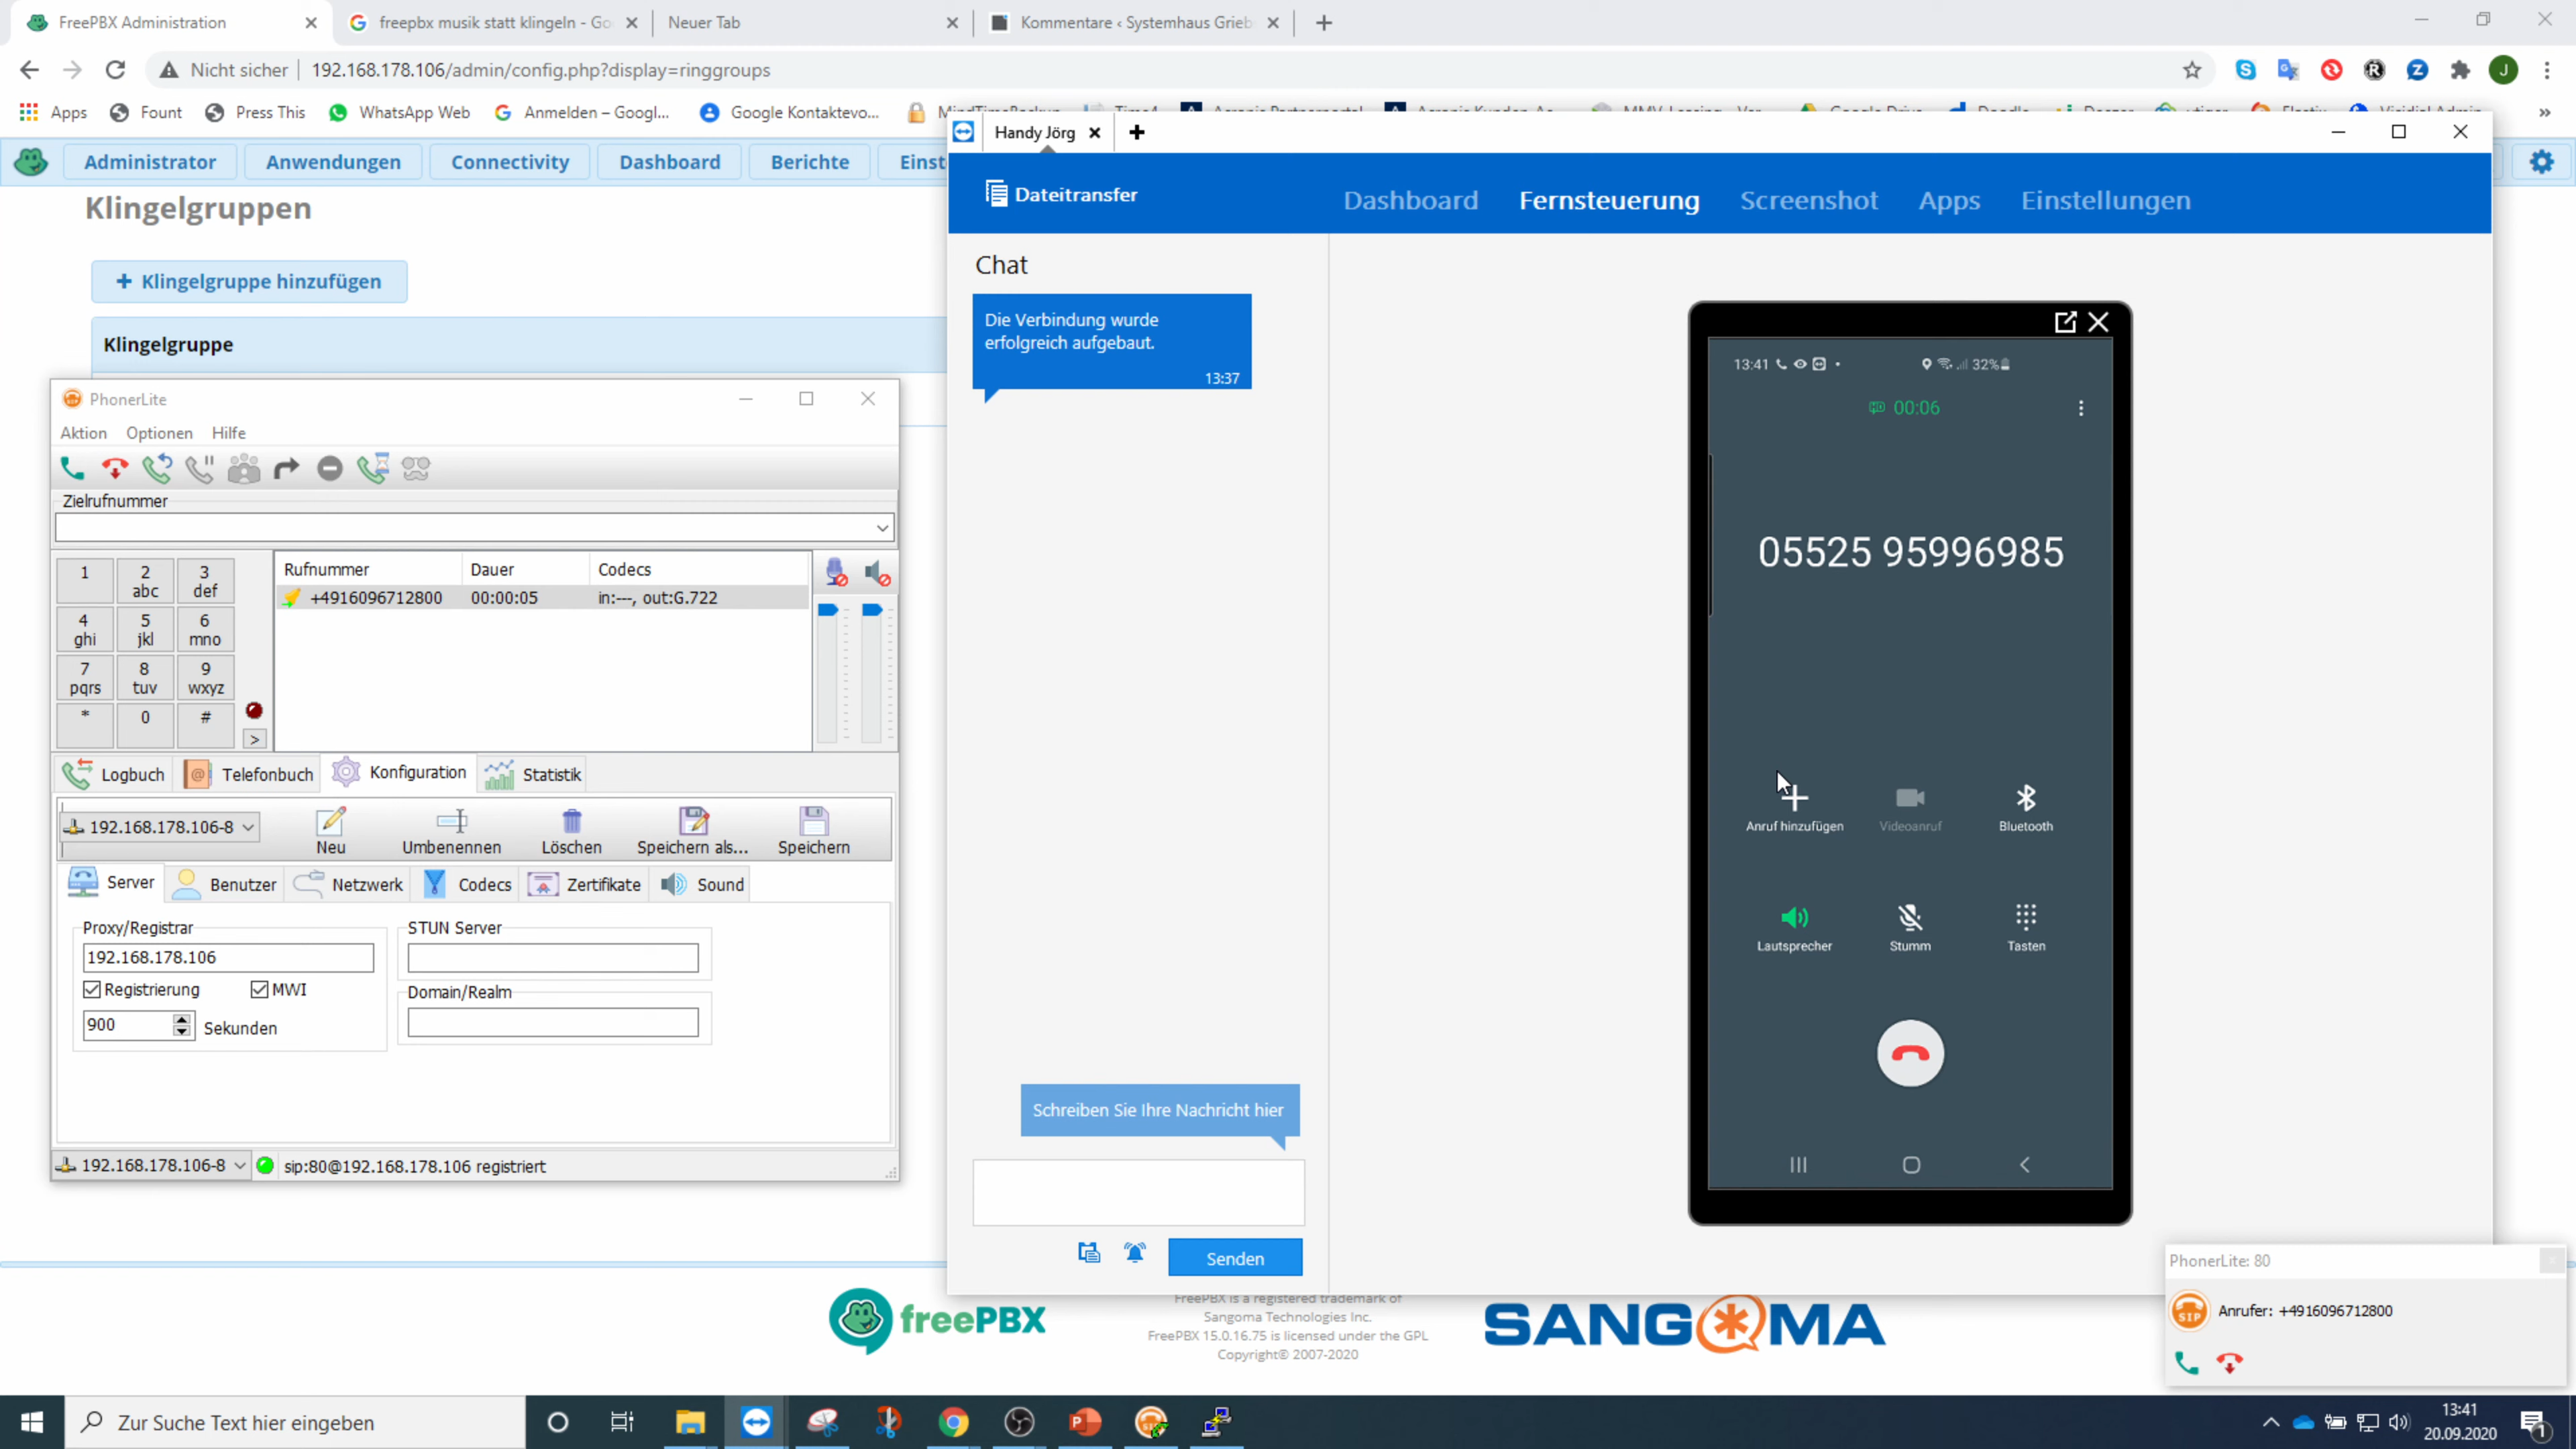 FreePBX Administration
freepbx musik statt klingeln - Go
Neuer Tab
Kommentare ‹ Systemhaus Grieb
Nicht sicher
192.168.178.106/admin/config.php?display=ringgroups
J
Apps
Fount
Press This
WhatsApp Web
Anmelden – Googl...
Google Kontaktevo...
»
Administrator
Anwendungen
Connectivity
Dashboard
Berichte
Einst
Klingelgruppen
+ Klingelgruppe hinzufügen
Klingelgruppe
PhonerLite
Aktion
Optionen
Hilfe
Zielrufnummer
1
2
abc
3
def
4
ghi
5
jkl
6
mno
7
pqrs
8
tuv
9
wxyz
*
0
#
>
Rufnummer
Dauer
Codecs
+4916096712800
00:00:05
in:---, out:G.722
Logbuch
Telefonbuch
Konfiguration
Statistik
192.168.178.106-8
Neu
Umbenennen
Löschen
Speichern als...
Speichern
Server
Benutzer
Netzwerk
Codecs
Zertifikate
Sound
Proxy/Registrar
192.168.178.106
Registrierung
MWI
900
Sekunden
STUN Server
Domain/Realm
192.168.178.106-8
sip:80@192.168.178.106 registriert
Handy Jörg
Dateitransfer
Dashboard
Fernsteuerung
Screenshot
Apps
Einstellungen
Chat
Die Verbindung wurde
erfolgreich aufgebaut.
13:37
Schreiben Sie Ihre Nachricht hier
Senden
13:41
32%
HD 00:06
05525 95996985
Anruf hinzufügen
Videoanruf
Bluetooth
Lautsprecher
Stumm
Tasten
freePBX
FreePBX is a registered trademark of
Sangoma Technologies Inc.
FreePBX 15.0.16.75 is licensed under the GPL
Copyright© 2007-2020
SANGOMA
PhonerLite: 80
SIP
Anrufer: +4916096712800
Zur Suche Text hier eingeben
13:41
20.09.2020
1